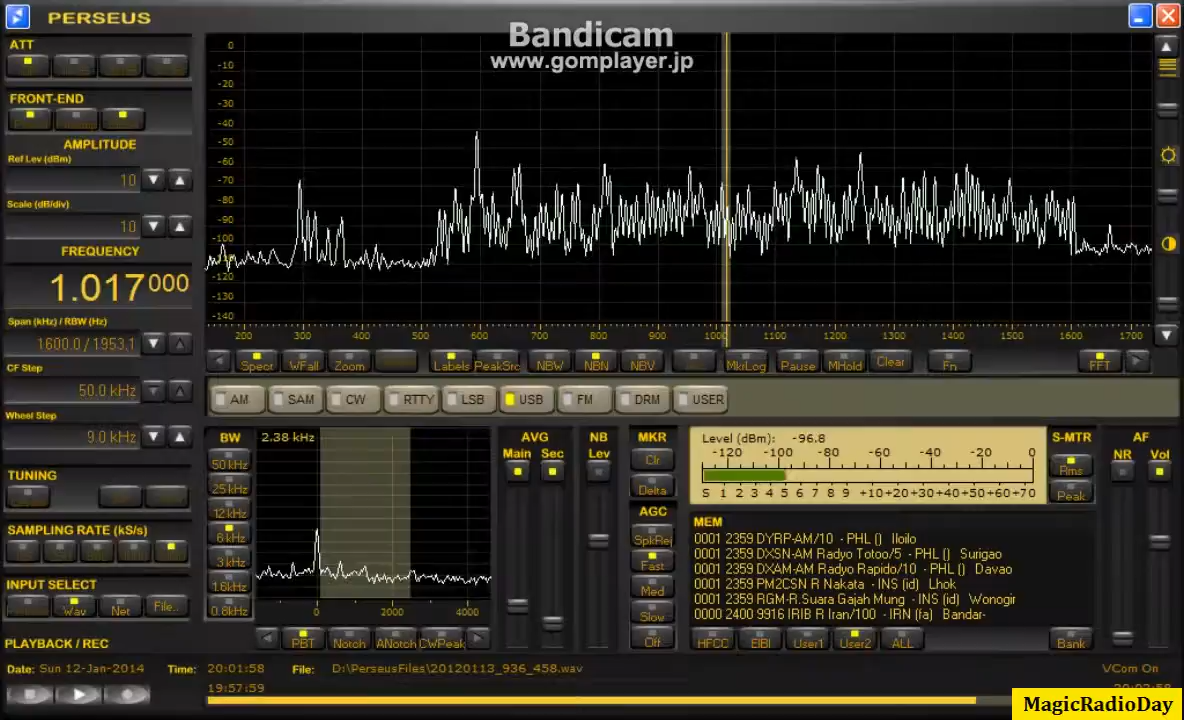 PERSEUS
Bandicam
www.gomplayer.jp
ATT
FRONT-END
AMPLITUDE
Ref Lev (dBm)
10
Scale (dB/div)
10
FREQUENCY
1.017000
Span (kHz) / RBW (Hz)
1600.0 / 1953,1
CF Step
50.0 kHz
Wheel Step
9.0 kHz
TUNING
SAMPLING RATE (kS/s)
INPUT SELECT
Wav Net File..
0
-10
-20
-30
-40
-50
-60
-70
-80
-90
-100
-120
-130
-140
200 300 400 500 600 700 800 900 1000 1100 1200 1300 1400 1500 1600 1700
Spect WFall Zoom Labels PeakSrc NBW NBN NBV MkrLog Pause MHold Clear Fn FFT
AM SAM CW RTTY LSB USB FM DRM USER
BW
50 kHz
25 kHz
12 kHz
6 kHz
3 kHz
1.6kHz
0.8kHz
2.38 kHz
0 2000 4000
PBT Notch ANotch CWPeak
AVG
Main Sec
NB
Lev
MKR
Clr
Delta
AGC
SpkRej
Fast
Med
Slow
Off
Level (dBm): -96.8
-120 -100 -80 -60 -40 -20 0
S 1 2 3 4 5 6 7 8 9 +10+20+30+40+50+60+70
S-MTR
Rms
Peak
AF
NR Vol
MEM
0001 2359 DYRP-AM/10 - PHL () Iloilo
0001 2359 DXSN-AM Radyo Totoo/5 - PHL () Surigao
0001 2359 DXAM-AM Radyo Rapido/10 - PHL () Davao
0001 2359 PM2CSN R Nakata - INS (id) Lhok
0001 2359 RGM-R.Suara Gajah Mung - INS (id) Wonogir
0000 2400 9916 IRIB R Iran/100 - IRN (fa) Bandar-
HFCC EIBI User1 User2 ALL Bank
PLAYBACK / REC
Date: Sun 12-Jan-2014 Time: 20:01:58 File: D:\PerseusFiles\20120113_936_458.wav VCom On
19:57:59
MagicRadioDay